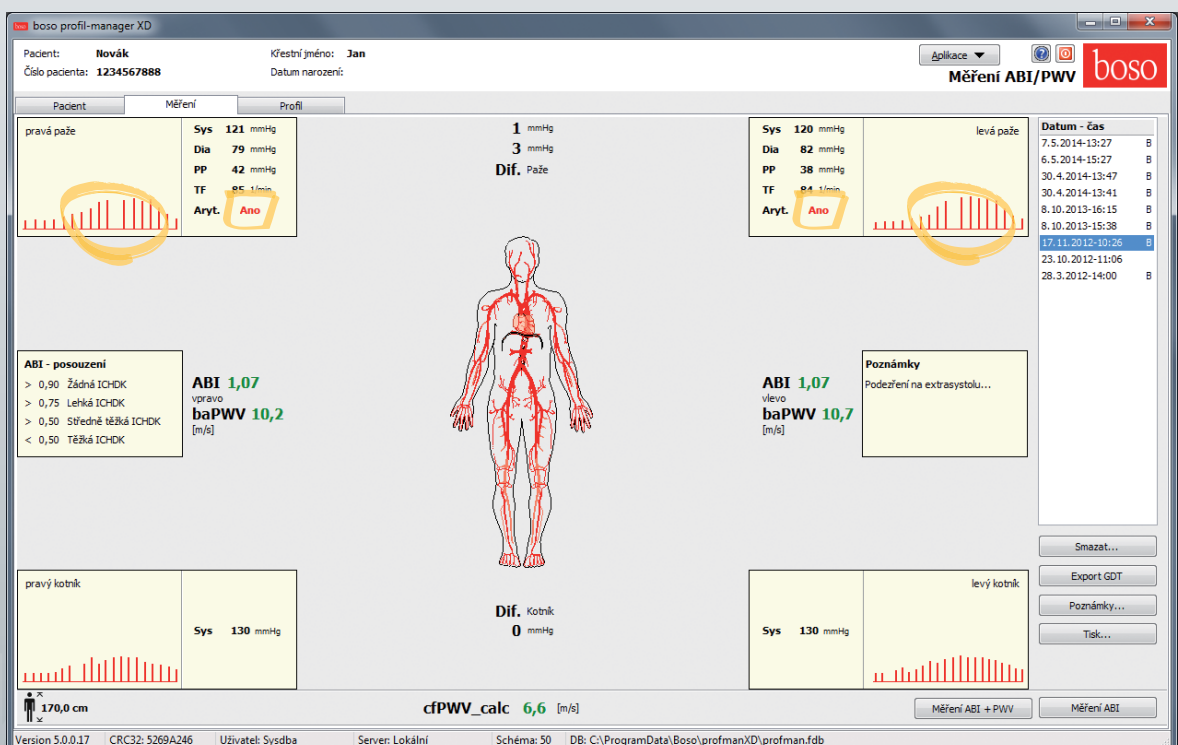 boso boso profil-manager XD
Pacient: Novák
Křestní jméno: Jan
Číslo pacienta: 1234567888
Datum narození:
Aplikace
Měření ABI/PWV
boso
Pacient
Měření
Profil
pravá paže
Sys 121 mmHg
Dia 79 mmHg
PP 42 mmHg
TF 85 1/min
Aryt. Ano
1 mmHg
3 mmHg
Dif. Paže
Sys 120 mmHg
Dia 82 mmHg
PP 38 mmHg
TF 84 1/min
Aryt. Ano
levá paže
Datum - čas
7.5.2014-13:27 B
6.5.2014-15:27 B
30.4.2014-13:47 B
30.4.2014-13:41 B
8.10.2013-16:15 B
8.10.2013-15:38 B
17.11.2012-10:26 B
23.10.2012-11:06
28.3.2012-14:00 B
ABI - posouzení
> 0,90 Žádná ICHDK
> 0,75 Lehká ICHDK
> 0,50 Středně těžká ICHDK
< 0,50 Těžká ICHDK
ABI 1,07
vpravo
baPWV 10,2
[m/s]
ABI 1,07
vlevo
baPWV 10,7
[m/s]
Poznámky
Podezření na extrasystolu...
Smazat...
Export GDT
Poznámky...
Tisk...
pravý kotník
Sys 130 mmHg
Dif. Kotník
0 mmHg
Sys 130 mmHg
levý kotník
170,0 cm
cfPWV_calc 6,6 [m/s]
Měření ABI + PWV
Měření ABI
Version 5.0.0.17 CRC32: 5269A246 Uživatel: Sysdba Server: Lokální Schéma: 50 DB: C:\ProgramData\Boso\profmanXD\profman.fdb